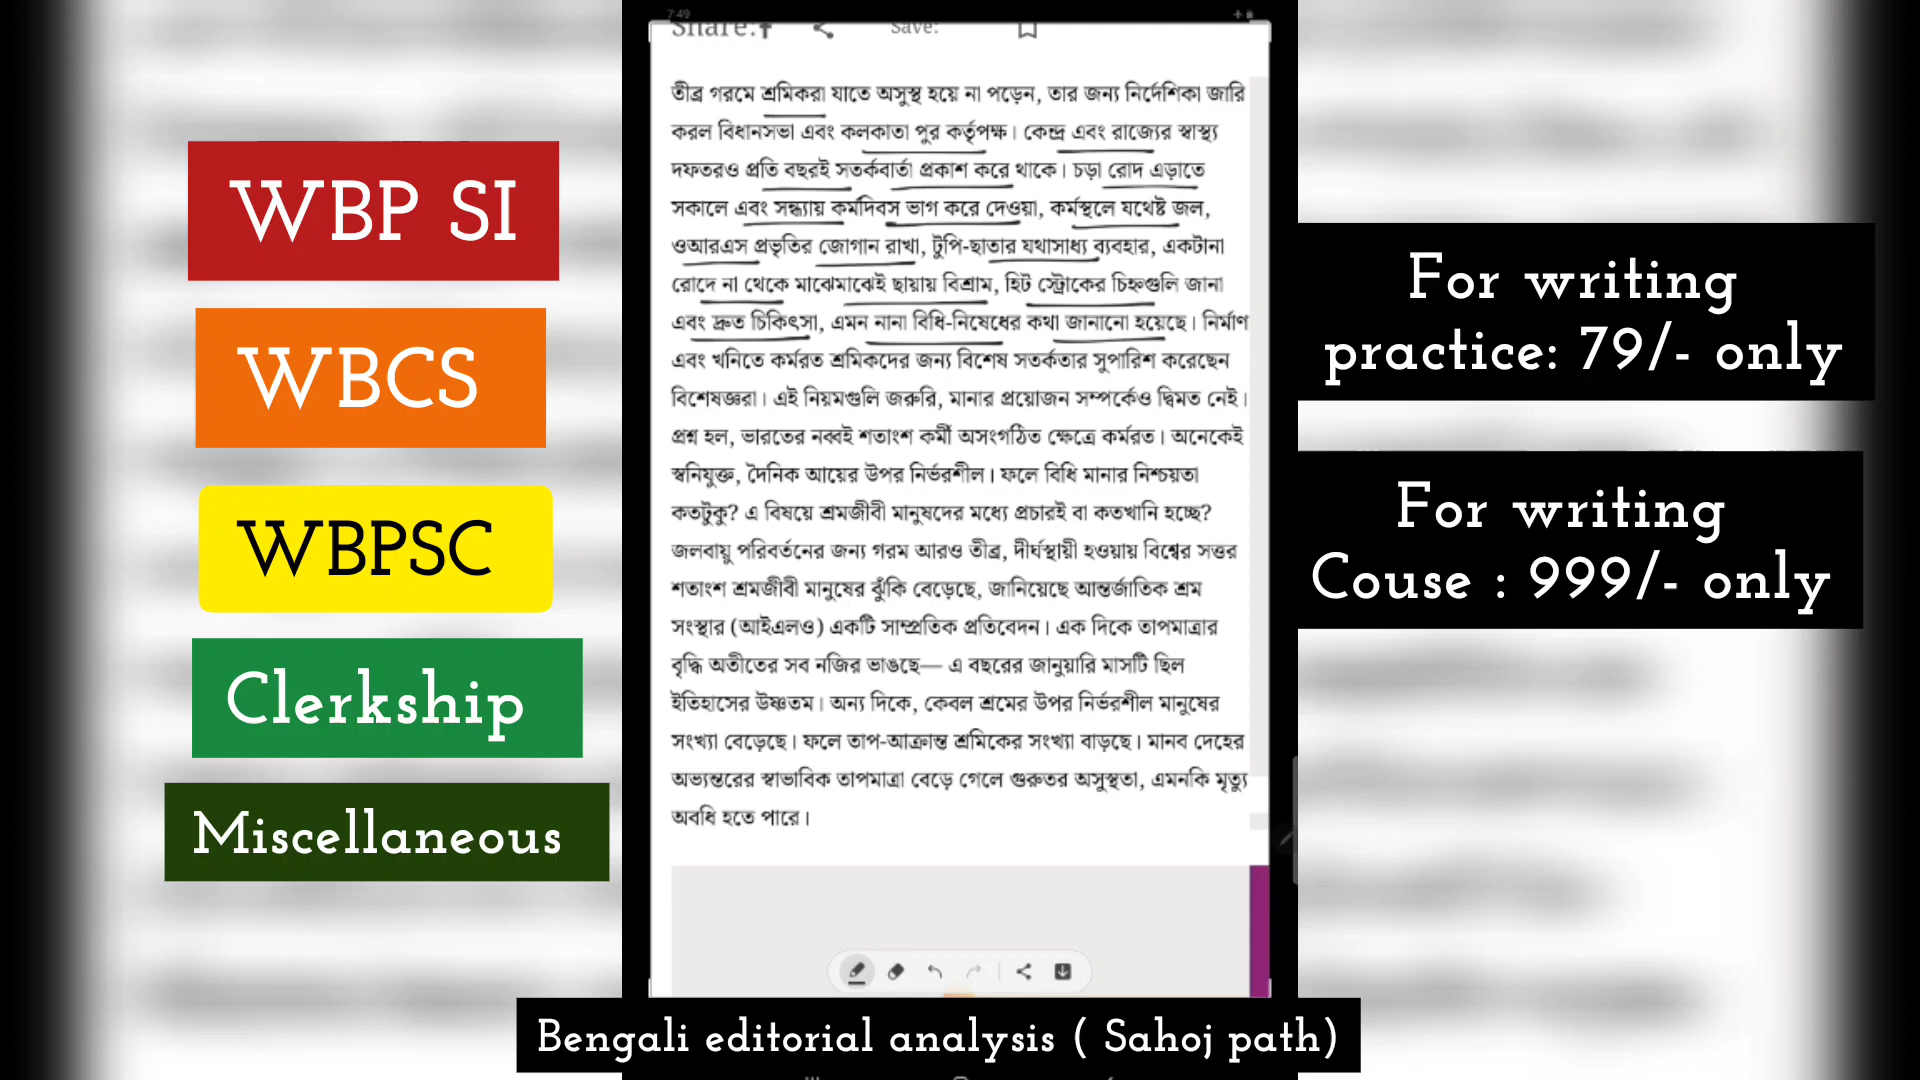 7:49
Share:
Save:
তীব্র গরমে শ্রমিকরা যাতে অসুস্থ হয়ে না পড়েন, তার জন্য নির্দেশিকা জারি
করল বিধানসভা এবং কলকাতা পুর কর্তৃপক্ষ। কেন্দ্র এবং রাজ্যের স্বাস্থ্য
দফতরও প্রতি বছরই সতর্কবার্তা প্রকাশ করে থাকে। চড়া রোদ এড়াতে
সকালে এবং সন্ধ্যায় কর্মদিবস ভাগ করে দেওয়া, কর্মস্থলে যথেষ্ট জল,
ওআরএস প্রভৃতির জোগান রাখা, টুপি-ছাতার যথাসাধ্য ব্যবহার, একটানা
রোদে না থেকে মাঝেমাঝেই ছায়ায় বিশ্রাম, হিট স্ট্রোকের চিহ্নগুলি জানা
এবং দ্রুত চিকিৎসা, এমন নানা বিধি-নিষেধের কথা জানানো হয়েছে। নির্মাণ
এবং খনিতে কর্মরত শ্রমিকদের জন্য বিশেষ সতর্কতার সুপারিশ করেছেন
বিশেষজ্ঞরা। এই নিয়মগুলি জরুরি, মানার প্রয়োজন সম্পর্কেও দ্বিমত নেই।
প্রশ্ন হল, ভারতের নব্বই শতাংশ কর্মী অসংগঠিত ক্ষেত্রে কর্মরত। অনেকেই
স্বনিযুক্ত, দৈনিক আয়ের উপর নির্ভরশীল। ফলে বিধি মানার নিশ্চয়তা
কতটুকু? এ বিষয়ে শ্রমজীবী মানুষদের মধ্যে প্রচারই বা কতখানি হচ্ছে?
জলবায়ু পরিবর্তনের জন্য গরম আরও তীব্র, দীর্ঘস্থায়ী হওয়ায় বিশ্বের সত্তর
শতাংশ শ্রমজীবী মানুষের ঝুঁকি বেড়েছে, জানিয়েছে আন্তর্জাতিক শ্রম
সংস্থার (আইএলও) একটি সাম্প্রতিক প্রতিবেদন। এক দিকে তাপমাত্রার
বৃদ্ধি অতীতের সব নজির ভাঙছে— এ বছরের জানুয়ারি মাসটি ছিল
ইতিহাসের উষ্ণতম। অন্য দিকে, কেবল শ্রমের উপর নির্ভরশীল মানুষের
সংখ্যা বেড়েছে। ফলে তাপ-আক্রান্ত শ্রমিকের সংখ্যা বাড়ছে। মানব দেহের
অভ্যন্তরের স্বাভাবিক তাপমাত্রা বেড়ে গেলে গুরুতর অসুস্থতা, এমনকি মৃত্যু
অবধি হতে পারে।
WBP SI
WBCS
WBPSC
Clerkship
Miscellaneous
For writing
practice: 79/- only
For writing
Couse : 999/- only
Bengali editorial analysis ( Sahoj path)